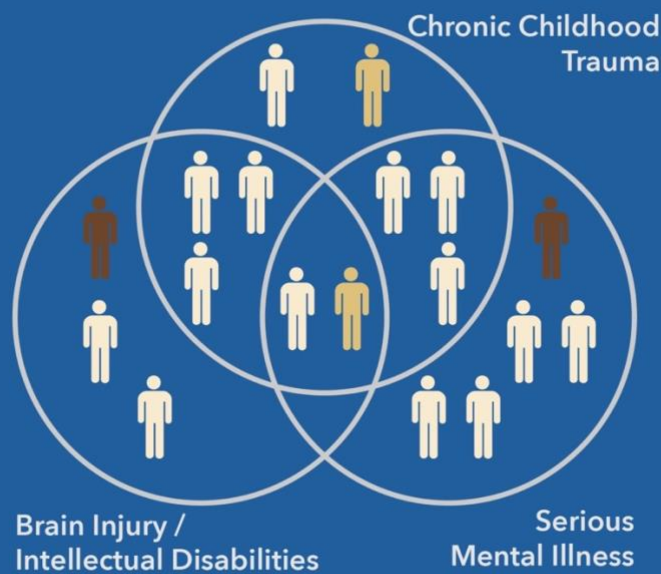 Chronic Childhood
Trauma
Brain Injury /
Intellectual Disabilities
Serious
Mental Illness